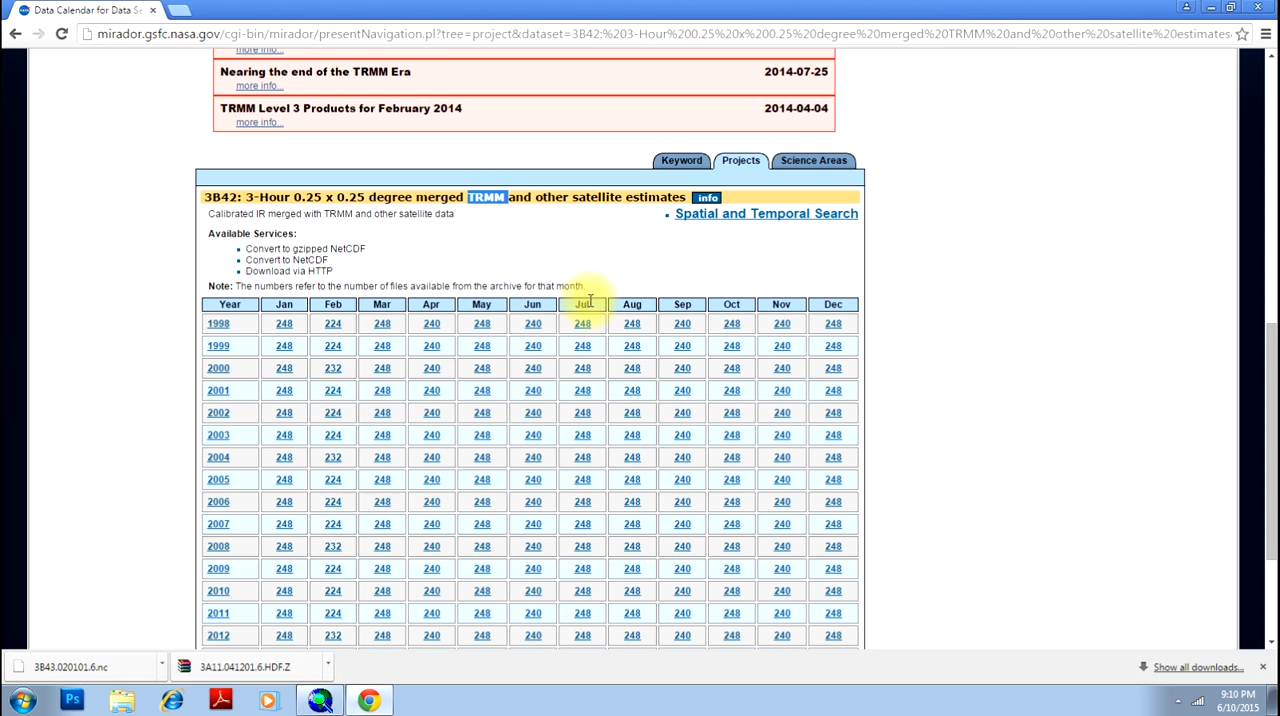 Data Calendar for Data Se
mirador.gsfc.nasa.gov/cgi-bin/mirador/presentNavigation.pl?tree=project&dataset=3B42:%203-Hour%200.25%20x%200.25%20degree%20merged%20TRMM%20and%20other%20satellite%20estimates
more info...
Nearing the end of the TRMM Era 2014-07-25
more info...
TRMM Level 3 Products for February 2014 2014-04-04
more info...
Keyword Projects Science Areas
3B42: 3-Hour 0.25 x 0.25 degree merged TRMM and other satellite estimates info
Calibrated IR merged with TRMM and other satellite data Spatial and Temporal Search
Available Services:
Convert to gzipped NetCDF
Convert to NetCDF
Download via HTTP
Note: The numbers refer to the number of files available from the archive for that month.
Year Jan Feb Mar Apr May Jun Jul Aug Sep Oct Nov Dec
1998 248 224 248 240 248 240 248 248 240 248 240 248
1999 248 224 248 240 248 240 248 248 240 248 240 248
2000 248 232 248 240 248 240 248 248 240 248 240 248
2001 248 224 248 240 248 240 248 248 240 248 240 248
2002 248 224 248 240 248 240 248 248 240 248 240 248
2003 248 224 248 240 248 240 248 248 240 248 240 248
2004 248 232 248 240 248 240 248 248 240 248 240 248
2005 248 224 248 240 248 240 248 248 240 248 240 248
2006 248 224 248 240 248 240 248 248 240 248 240 248
2007 248 224 248 240 248 240 248 248 240 248 240 248
2008 248 232 248 240 248 240 248 248 240 248 240 248
2009 248 224 248 240 248 240 248 248 240 248 240 248
2010 248 224 248 240 248 240 248 248 240 248 240 248
2011 248 224 248 240 248 240 248 248 240 248 240 248
2012 248 232 248 240 248 240 248 248 240 248 240 248
3B43.020101.6.nc 3A11.041201.6.HDF.Z Show all downloads...
Ps
9:10 PM
6/10/2015